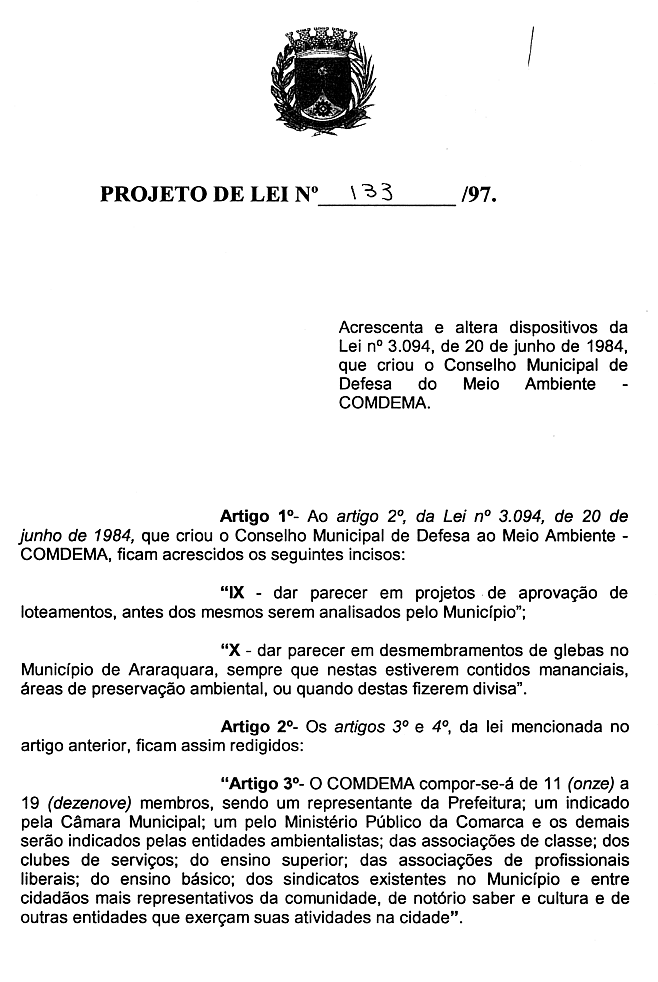 PROJETO DE LEI Nº 133 /97.
Acrescenta e altera dispositivos da
Lei nº 3.094, de 20 de junho de 1984,
que criou o Conselho Municipal de
Defesa do Meio Ambiente -
COMDEMA.
Artigo 1º- Ao artigo 2º, da Lei nº 3.094, de 20 de
junho de 1984, que criou o Conselho Municipal de Defesa ao Meio Ambiente -
COMDEMA, ficam acrescidos os seguintes incisos:
“IX - dar parecer em projetos de aprovação de
loteamentos, antes dos mesmos serem analisados pelo Município”;
“X - dar parecer em desmembramentos de glebas no
Município de Araraquara, sempre que nestas estiverem contidos mananciais,
áreas de preservação ambiental, ou quando destas fizerem divisa”.
Artigo 2º- Os artigos 3º e 4º, da lei mencionada no
artigo anterior, ficam assim redigidos:
“Artigo 3º- O COMDEMA compor-se-á de 11 (onze) a
19 (dezenove) membros, sendo um representante da Prefeitura; um indicado
pela Câmara Municipal; um pelo Ministério Público da Comarca e os demais
serão indicados pelas entidades ambientalistas; das associações de classe; dos
clubes de serviços; do ensino superior; das associações de profissionais
liberais; do ensino básico; dos sindicatos existentes no Município e entre
cidadãos mais representativos da comunidade, de notório saber e cultura e de
outras entidades que exerçam suas atividades na cidade”.